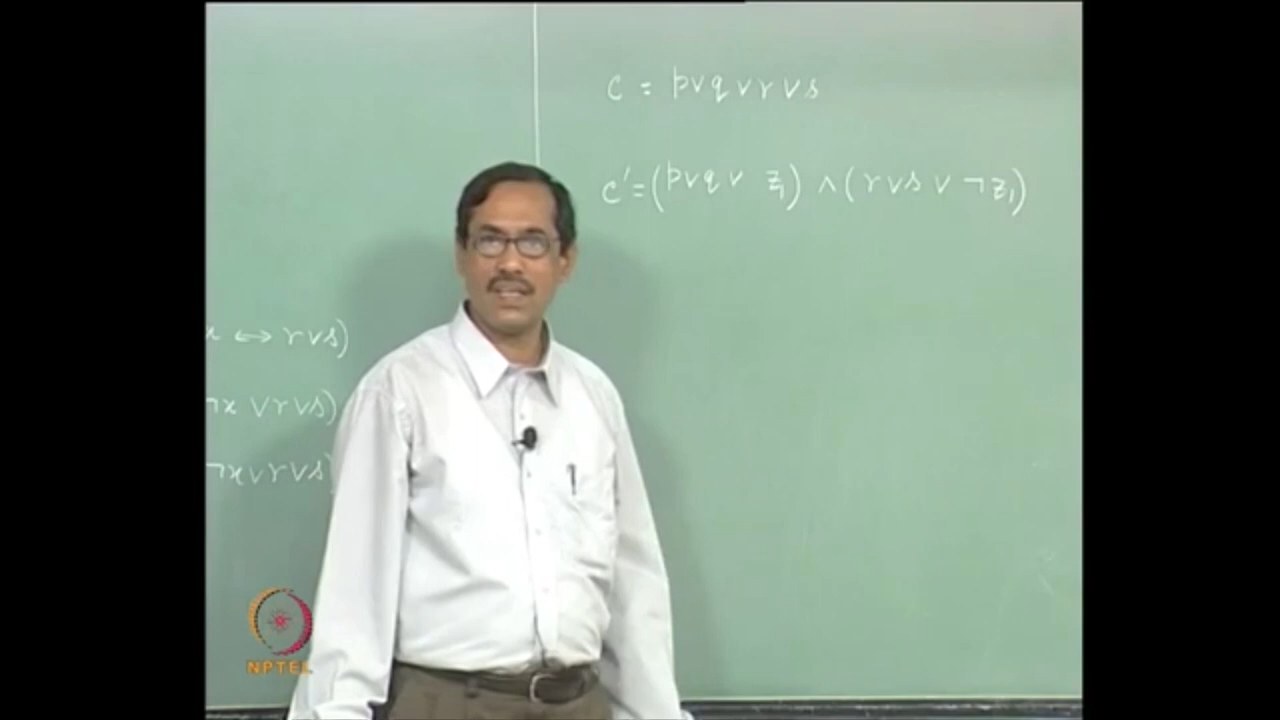 c = p∨q∨r∨s
c' = (p∨q∨ z₁) ∧ (r∨s∨¬z₁)
x ↔ r∨s)
¬x ∨r∨s)
¬x∨r∨s)
NPTEL